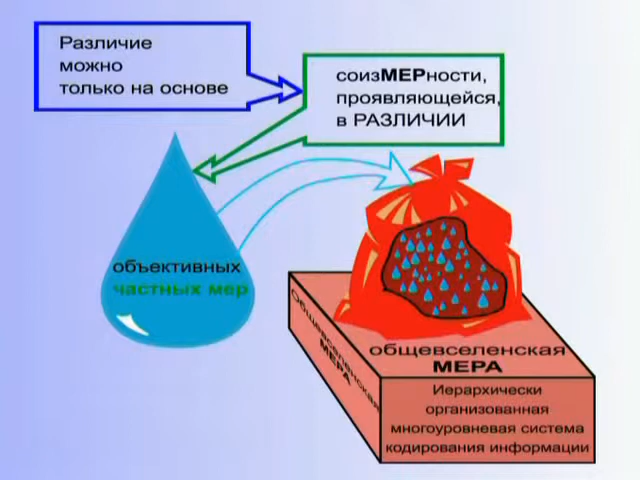 Различие
можно
только на основе
соизМЕРности,
проявляющейся,
в РАЗЛИЧИИ
объективных
частных мер
общевселенская
МЕРА
Общевселенская
МЕРА
Иерархически
организованная
многоуровневая система
кодирования информации